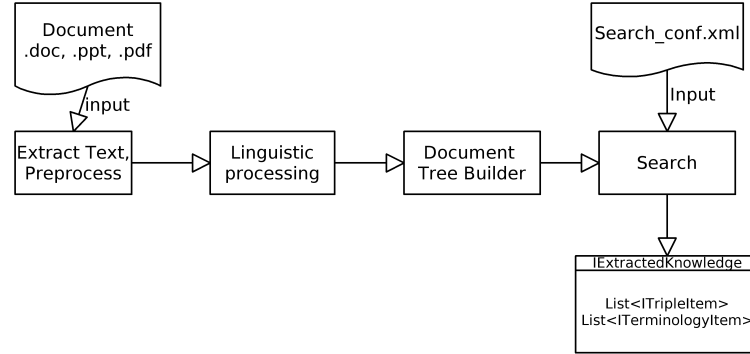 Document
.doc, .ppt, .pdf
input
Extract Text,
Preprocess
Linguistic
processing
Document
Tree Builder
Search_conf.xml
Input
Search
IExtractedKnowledge
List<ITripleItem>
List<ITerminologyItem>